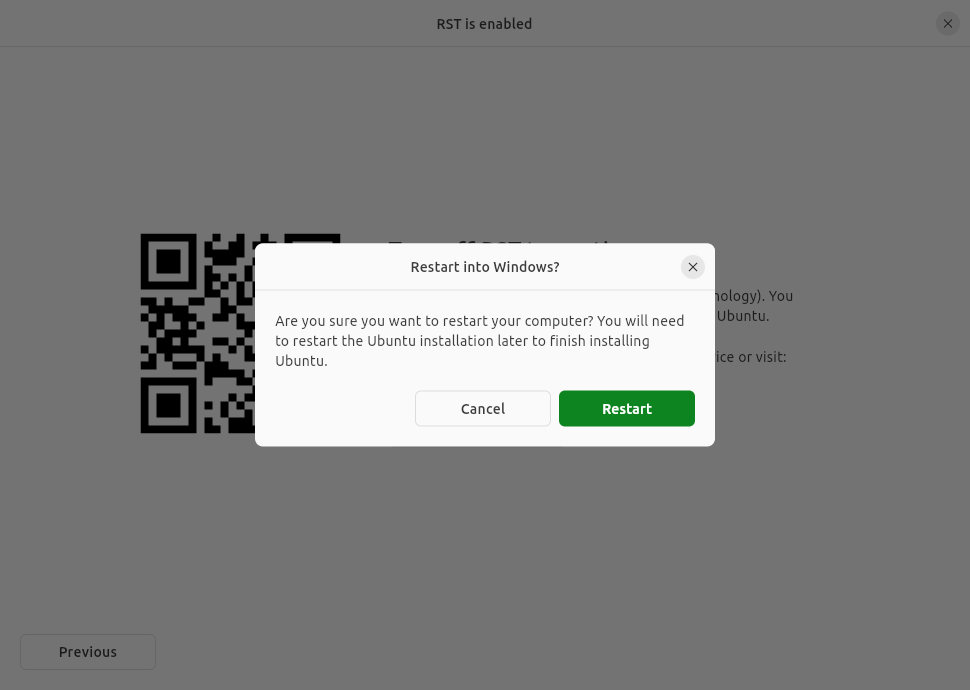 RST is enabled
nology). You
Ubuntu.
ice or visit:
Restart into Windows?
Are you sure you want to restart your computer? You will need
to restart the Ubuntu installation later to finish installing
Ubuntu.
Cancel
Restart
Previous